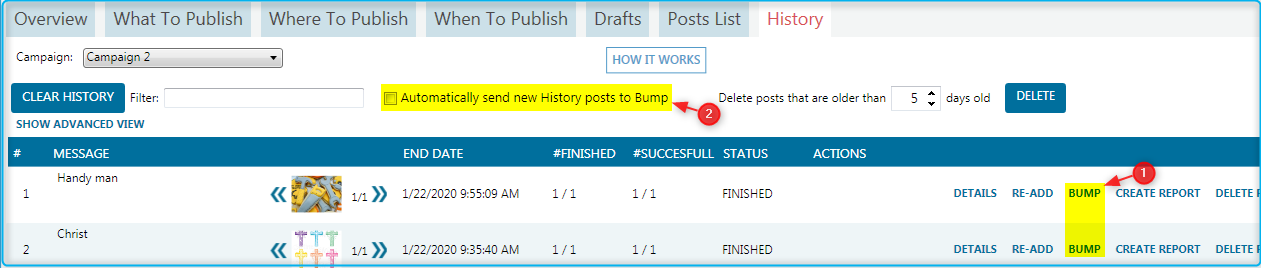 Overview What To Publish Where To Publish When To Publish Drafts Posts List History
Campaign: Campaign 2 HOW IT WORKS
CLEAR HISTORY Filter: Automatically send new History posts to Bump Delete posts that are older than 5 days old DELETE
2
SHOW ADVANCED VIEW
# MESSAGE END DATE #FINISHED #SUCCESFULL STATUS ACTIONS
1
Handy man
1 1/1 1/22/2020 9:55:09 AM 1 / 1 1 / 1 FINISHED DETAILS RE-ADD BUMP CREATE REPORT DELETE
Christ
2 1/1 1/22/2020 9:35:40 AM 1 / 1 1 / 1 FINISHED DETAILS RE-ADD BUMP CREATE REPORT DELETE